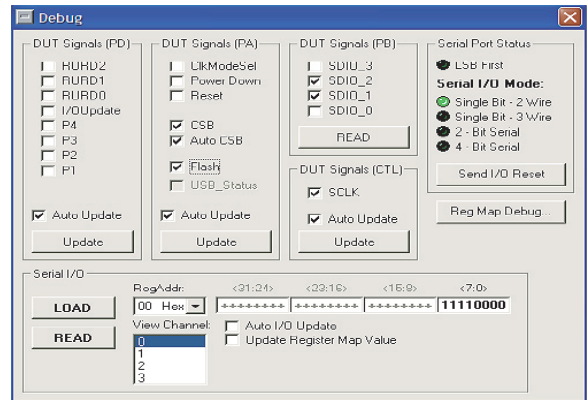 Debug
DUT Signals (PD)
RURD2
RURD1
RURD0
I/OUpdate
P4
P3
P2
P1
Auto Update
Update
DUT Signals (PA)
ClkModeSel
Power Down
Reset
CSB
Auto CSB
Flash
USB_Status
Auto Update
Update
DUT Signals (PB)
SDIO_3
SDIO_2
SDIO_1
SDIO_0
READ
DUT Signals (CTL)
SCLK
Auto Update
Update
Serial Port Status
LSB First
Serial I/O Mode:
Single Bit - 2 Wire
Single Bit - 3 Wire
2 - Bit Serial
4 - Bit Serial
Send I/O Reset
Reg Map Debug...
Serial I/O
RegAddr: <31:24> <23:16> <15:9> <7:0>
LOAD 00 Hex ******** ******** ******** 11110000
READ
View Channel:
0
1
2
3
Auto I/O Update
Update Register Map Value